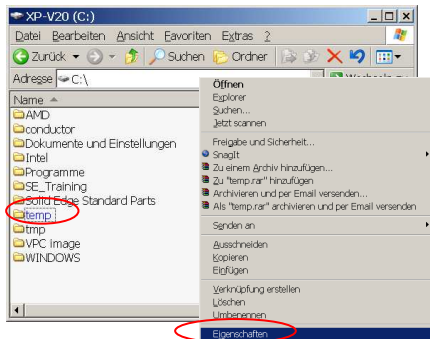 XP-V20 (C:)
Datei Bearbeiten Ansicht Favoriten Extras ?
Zurück Suchen Ordner
Adresse C:\
Name
AMD
conductor
Dokumente und Einstellungen
Intel
Programme
SE_Training
Solid Edge Standard Parts
temp
tmp
VPC image
WINDOWS
Öffnen
Explorer
Suchen...
Jetzt scannen
Freigabe und Sicherheit...
SnagIt
Zu einem Archiv hinzufügen...
Zu "temp.rar" hinzufügen
Archivieren und per Email versenden...
Als "temp.rar" archivieren und per Email versenden
Senden an
Ausschneiden
Kopieren
Einfügen
Verknüpfung erstellen
Löschen
Umbenennen
Eigenschaften